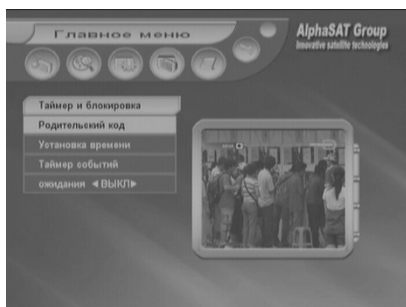 Главное меню
AlphaSAT Group
Innovative satellite technologies
Таймер и блокировка
Родительский код
Установка времени
Таймер событий
ожидания ◄ВЫКЛ►